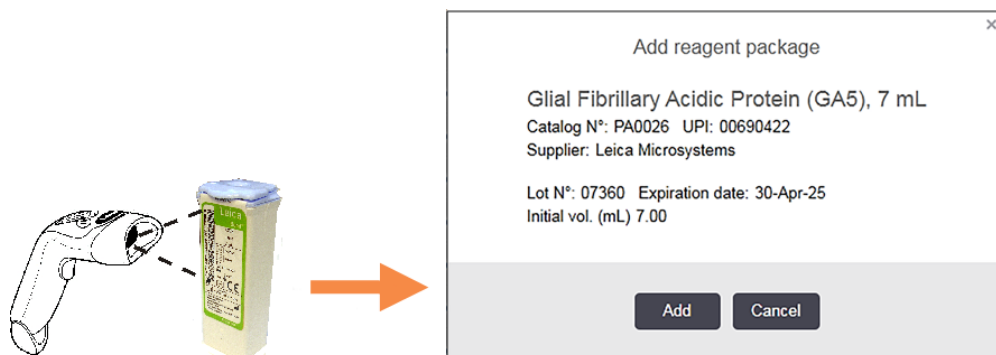 Leica
Add reagent package
Glial Fibrillary Acidic Protein (GA5), 7 mL
Catalog N°: PA0026 UPI: 00690422
Supplier: Leica Microsystems
Lot N°: 07360 Expiration date: 30-Apr-25
Initial vol. (mL) 7.00
Add
Cancel